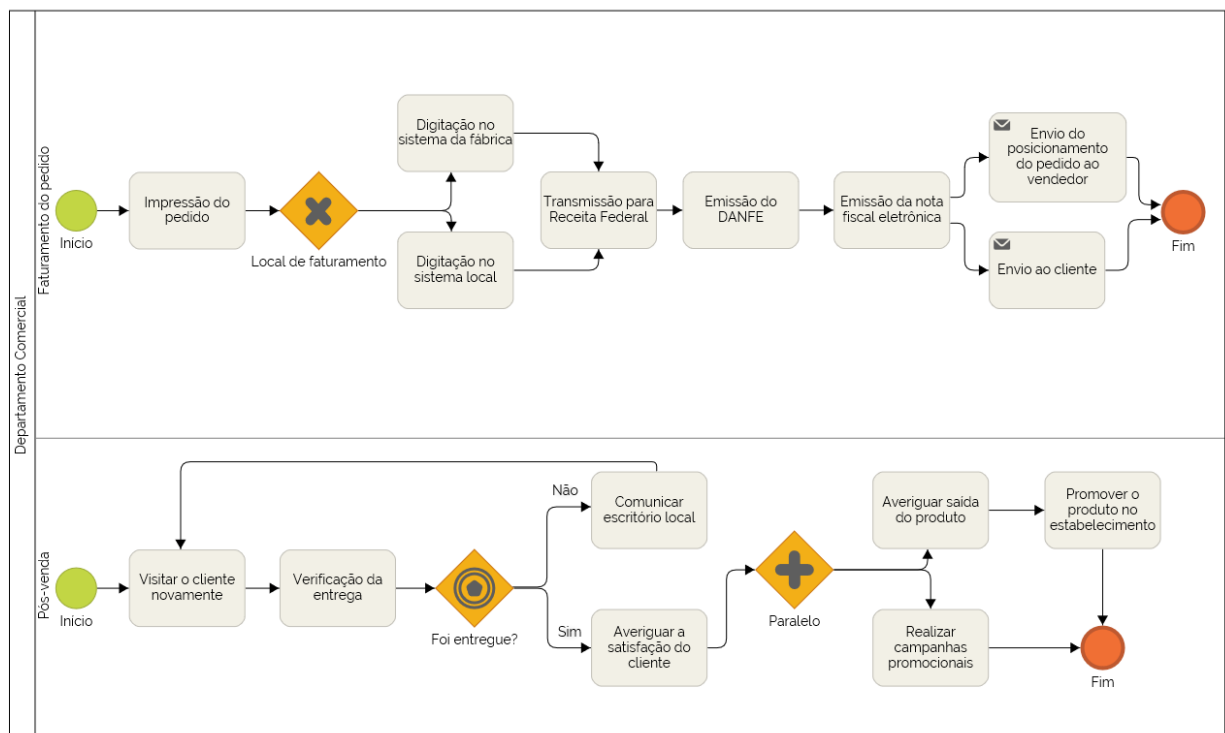 Departamento Comercial
Faturamento do pedido
Inicio
Impressão do
pedido
Local de faturamento
Digitação no
sistema da fábrica
Digitação no
sistema local
Transmissão para
Receita Federal
Emissão do
DANFE
Emissão da nota
fiscal eletrônica
Envio do
posicionamento
do pedido ao
vendedor
Envio ao cliente
Fim
Pós-venda
Inicio
Visitar o cliente
novamente
Verificação da
entrega
Foi entregue?
Não
Comunicar
escritório local
Sim
Averiguar a
satisfação do
cliente
Paralelo
Averiguar saída
do produto
Promover o
produto no
estabelecimento
Realizar
campanhas
promocionais
Fim